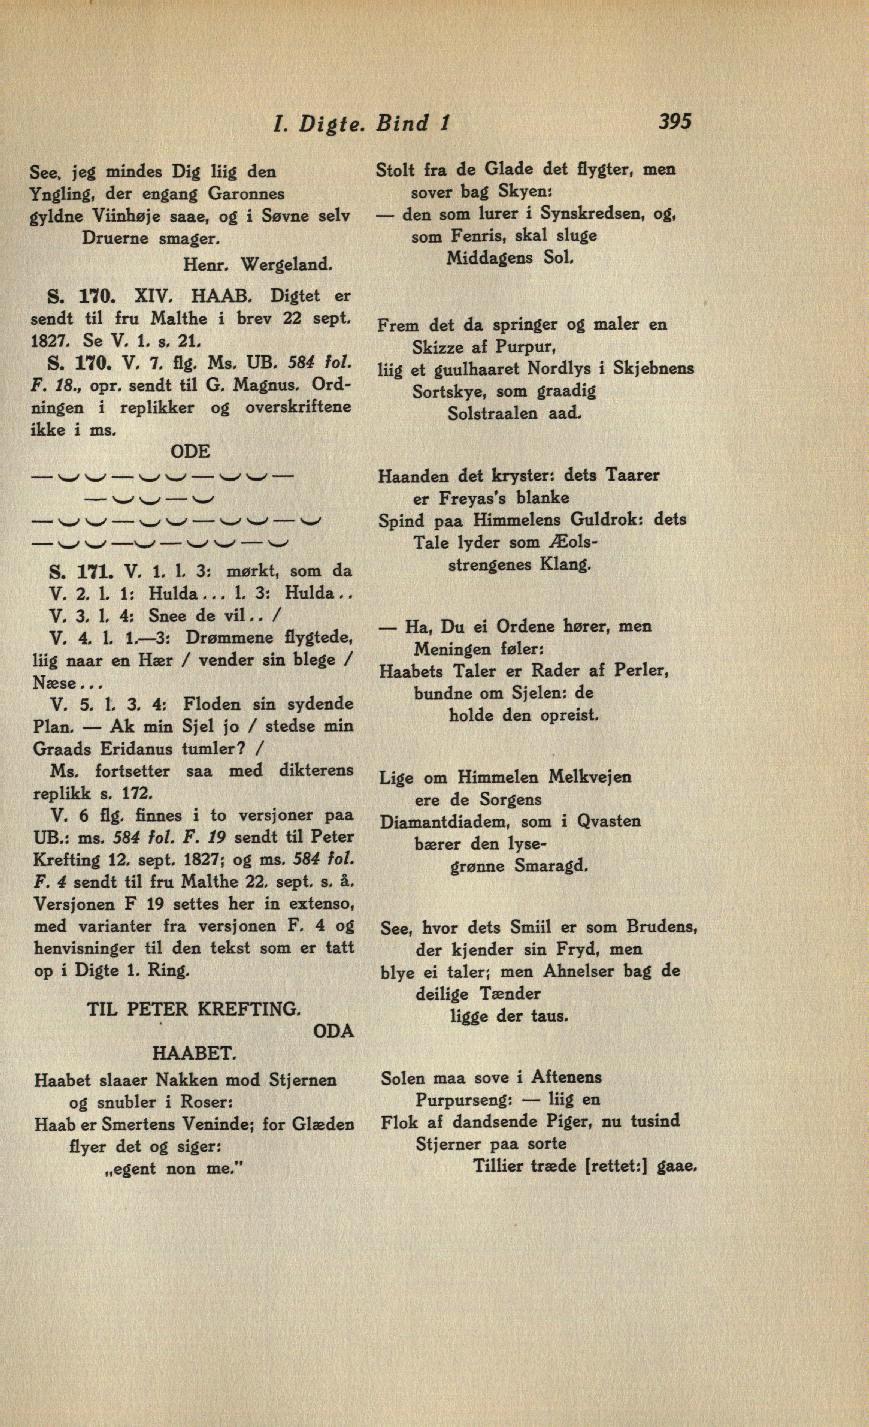 I. Digte. Bind 1 395
See, jeg mindes Dig liig den
Yngling, der engang Garonnes
gyldne Viinhøje saae, og i Søvne selv
Druerne smager.
Henr. Wergeland.
S. 170. XIV. HAAB. Digtet er
sendt til fru Malthe i brev 22 sept.
1827. Se V. 1. s. 21.
S. 170. V. 7. flg. Ms. UB. 584 fol.
F. 18., opr. sendt til G. Magnus. Ord-
ningen i replikker og overskriftene
ikke i ms.
ODE
— ◡ ◡ — ◡ ◡ — ◡ ◡ —
— ◡ ◡ — ◡
— ◡ ◡ — ◡ ◡ — ◡ ◡ — ◡
— ◡ ◡ — ◡ — ◡ ◡ — ◡
S. 171. V. 1. l. 3: mørkt, som da
V. 2. l. 1: Hulda... l. 3: Hulda..
V. 3. l. 4: Snee de vil.. /
V. 4. l. 1.—3: Drømmene flygtede,
liig naar en Hær / vender sin blege /
Næse...
V. 5. l. 3. 4: Floden sin sydende
Plan. — Ak min Sjel jo / stedse min
Graads Eridanus tumler? /
Ms. fortsetter saa med dikterens
replikk s. 172.
V. 6 flg. finnes i to versjoner paa
UB.: ms. 584 fol. F. 19 sendt til Peter
Krefting 12. sept. 1827; og ms. 584 fol.
F. 4 sendt til fru Malthe 22. sept. s. å.
Versjonen F 19 settes her in extenso,
med varianter fra versjonen F. 4 og
henvisninger til den tekst som er tatt
op i Digte 1. Ring.
TIL PETER KREFTING.
ODA
HAABET.
Haabet slaaer Nakken mod Stjernen
og snubler i Roser:
Haab er Smertens Veninde; for Glæden
flyer det og siger:
„egent non me."
Stolt fra de Glade det flygter, men
sover bag Skyen:
— den som lurer i Synskredsen, og,
som Fenris, skal sluge
Middagens Sol.
Frem det da springer og maler en
Skizze af Purpur,
liig et guulhaaret Nordlys i Skjebnens
Sortskye, som graadig
Solstraalen aad.
Haanden det kryster: dets Taarer
er Freyas's blanke
Spind paa Himmelens Guldrok: dets
Tale lyder som Æols-
strengenes Klang.
— Ha, Du ei Ordene hører, men
Meningen føler:
Haabets Taler er Rader af Perler,
bundne om Sjelen: de
holde den opreist.
Lige om Himmelen Melkvejen
ere de Sorgens
Diamantdiadem, som i Qvasten
bærer den lyse-
grønne Smaragd.
See, hvor dets Smiil er som Brudens,
der kjender sin Fryd, men
blye ei taler; men Ahnelser bag de
deilige Tænder
ligge der taus.
Solen maa sove i Aftenens
Purpurseng: — liig en
Flok af dandsende Piger, nu tusind
Stjerner paa sorte
Tillier træde [rettet:] gaae.